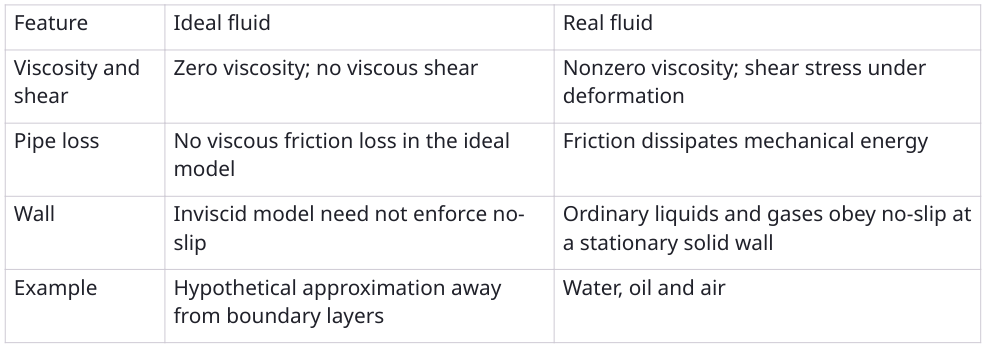 Feature
Ideal fluid
Real fluid
Viscosity and
shear
Zero viscosity; no viscous shear
Nonzero viscosity; shear stress under
deformation
Pipe loss
No viscous friction loss in the ideal
model
Friction dissipates mechanical energy
Wall
Inviscid model need not enforce no-
slip
Ordinary liquids and gases obey no-slip at
a stationary solid wall
Example
Hypothetical approximation away
from boundary layers
Water, oil and air